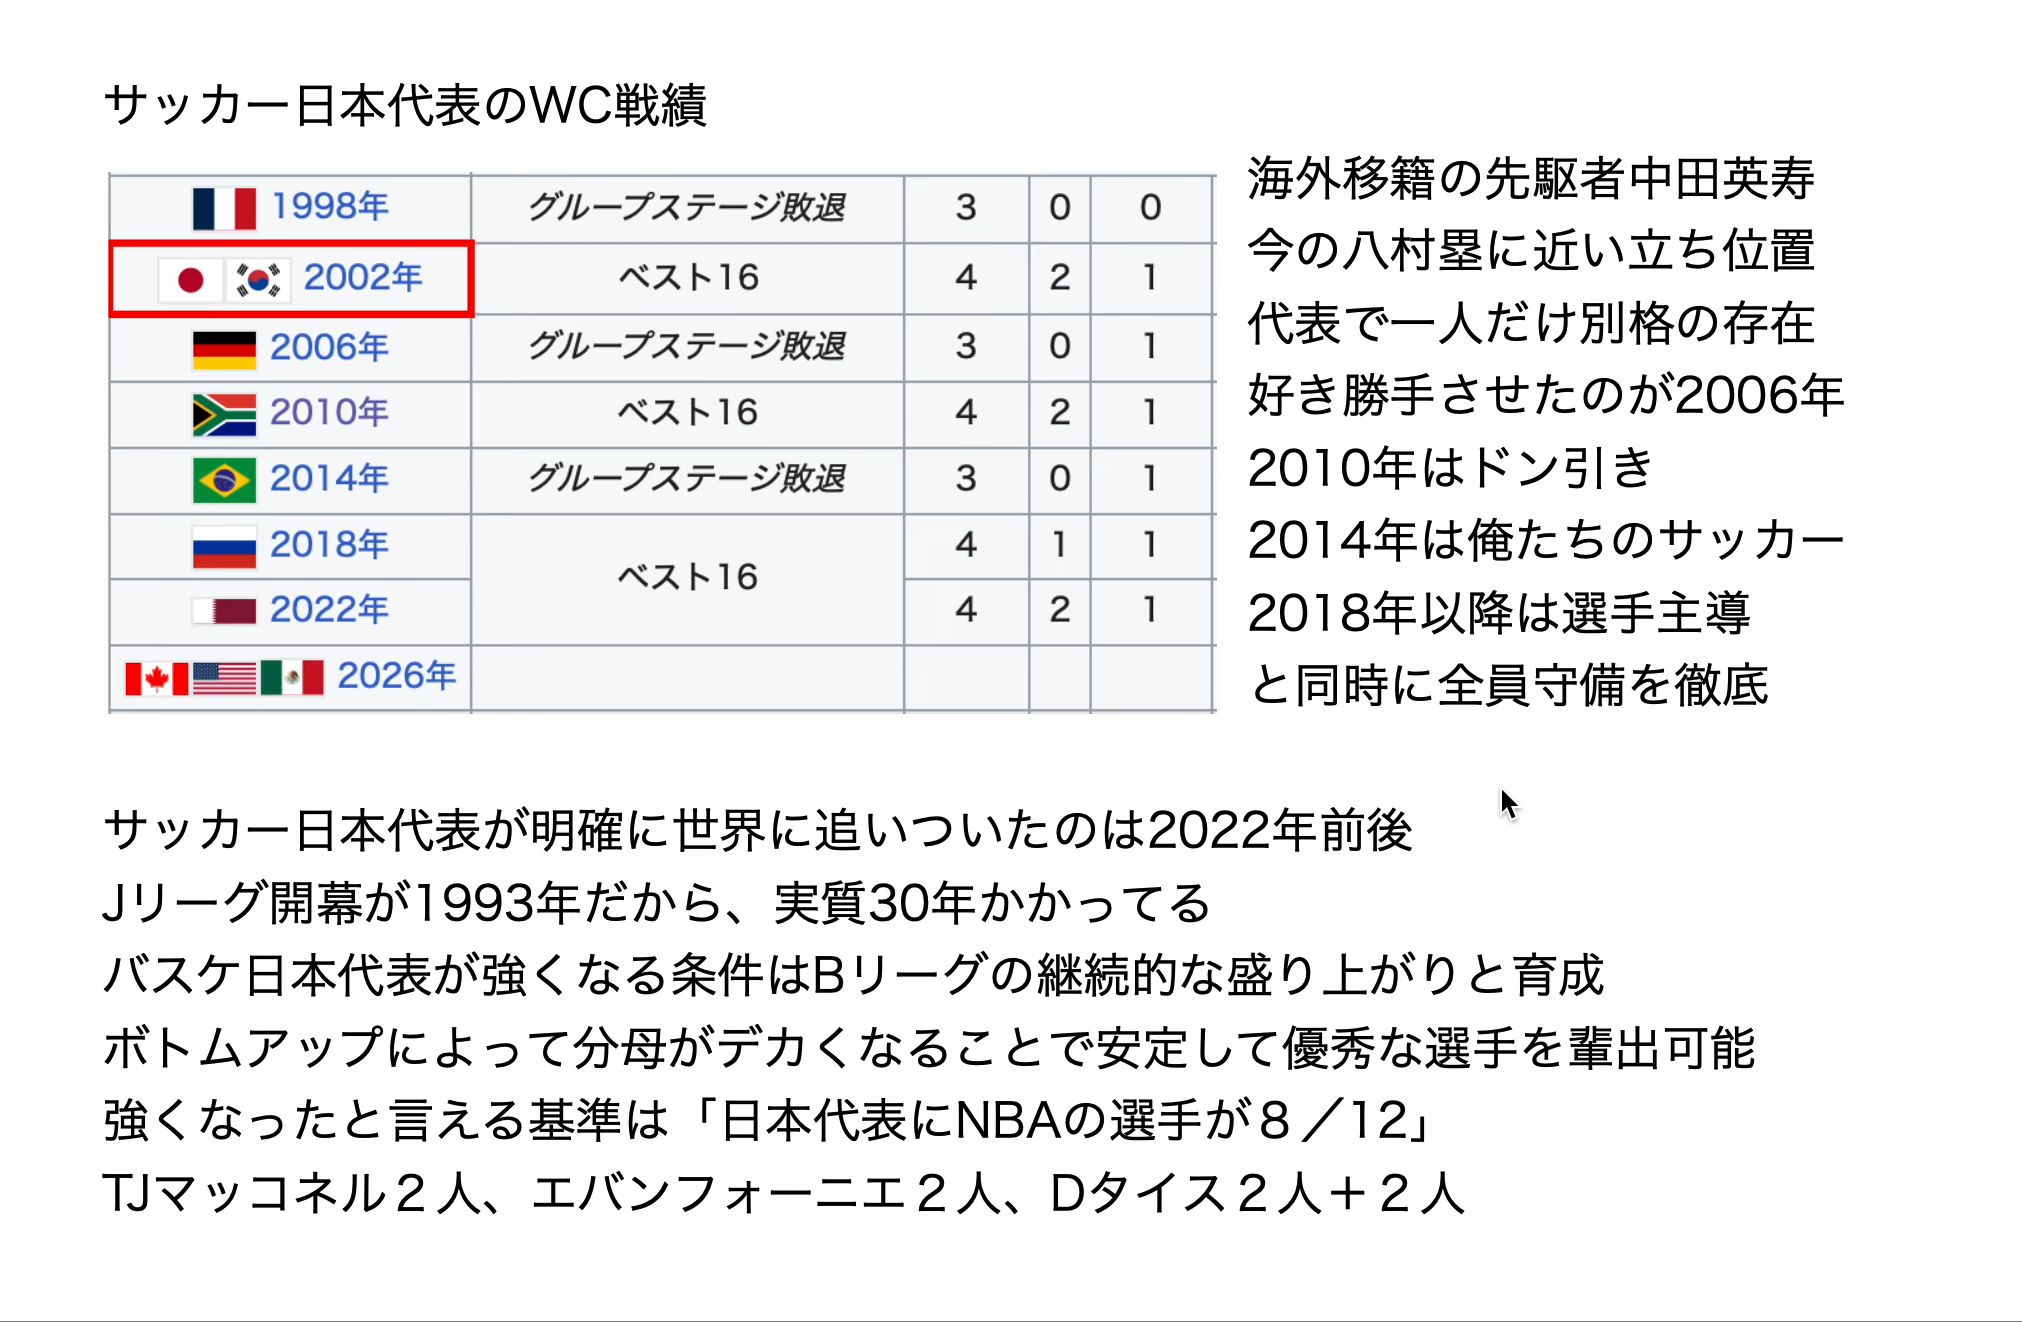 サッカー日本代表のWC戦績
1998年 グループステージ敗退 3 0 0
2002年 ベスト16 4 2 1
2006年 グループステージ敗退 3 0 1
2010年 ベスト16 4 2 1
2014年 グループステージ敗退 3 0 1
2018年 ベスト16 4 1 1
2022年 4 2 1
2026年
海外移籍の先駆者中田英寿
今の八村塁に近い立ち位置
代表で一人だけ別格の存在
好き勝手させたのが2006年
2010年はドン引き
2014年は俺たちのサッカー
2018年以降は選手主導
と同時に全員守備を徹底
サッカー日本代表が明確に世界に追いついたのは2022年前後
Jリーグ開幕が1993年だから、実質30年かかってる
バスケ日本代表が強くなる条件はBリーグの継続的な盛り上がりと育成
ボトムアップによって分母がデカくなることで安定して優秀な選手を輩出可能
強くなったと言える基準は「日本代表にNBAの選手が８／12」
TJマッコネル２人、エバンフォーニエ２人、Dタイス２人＋２人